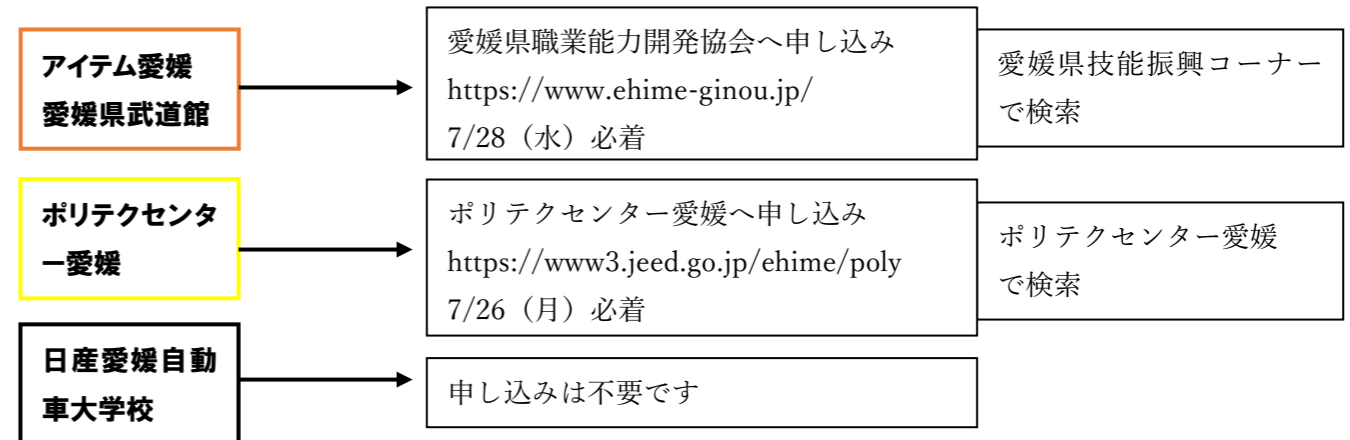 アイテム愛媛
愛媛県武道館
愛媛県職業能力開発協会へ申し込み
https://www.ehime-ginou.jp/
7/28（水）必着
愛媛県技能振興コーナー
で検索
ポリテクセンタ
ー愛媛
ポリテクセンター愛媛へ申し込み
https://www3.jeed.go.jp/ehime/poly
7/26（月）必着
ポリテクセンター愛媛
で検索
日産愛媛自動
車大学校
申し込みは不要です